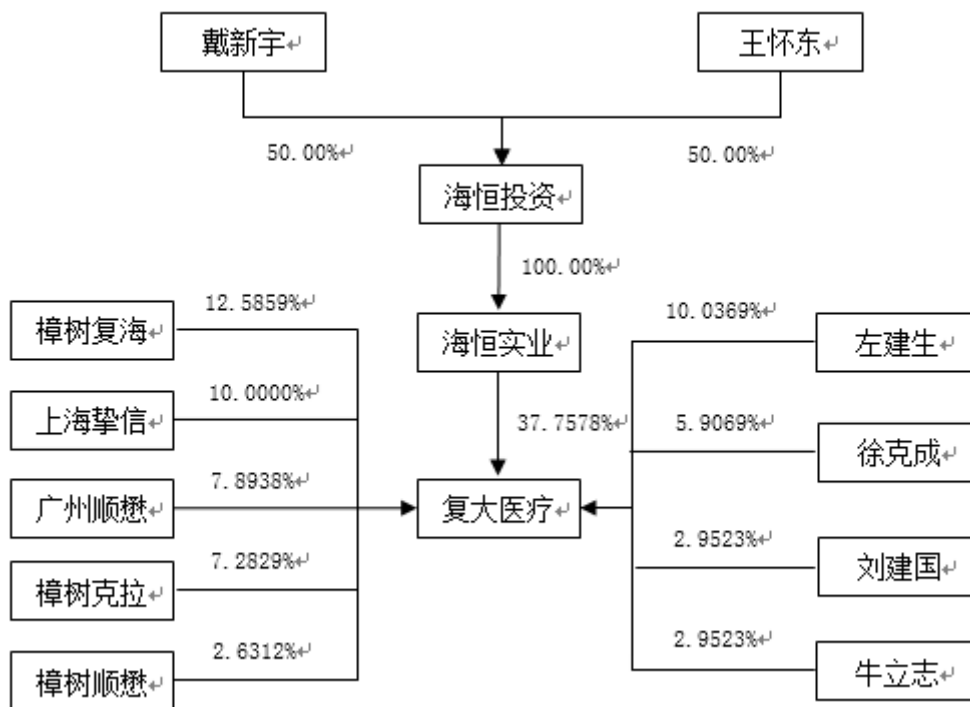 戴新宇↵
王怀东↵
50.00%↵
50.00%↵
海恒投资↵
100.00%↵
12.5859%↵
10.0369%↵
樟树复海↵
海恒实业↵
左建生↵
10.0000%↵
上海挚信↵
37.7578%↵
5.9069%↵
徐克成↵
7.8938%↵
广州顺懋↵
复大医疗↵
2.9523%↵
刘建国↵
7.2829%↵
樟树克拉↵
2.6312%↵
2.9523%↵
樟树顺懋↵
牛立志↵